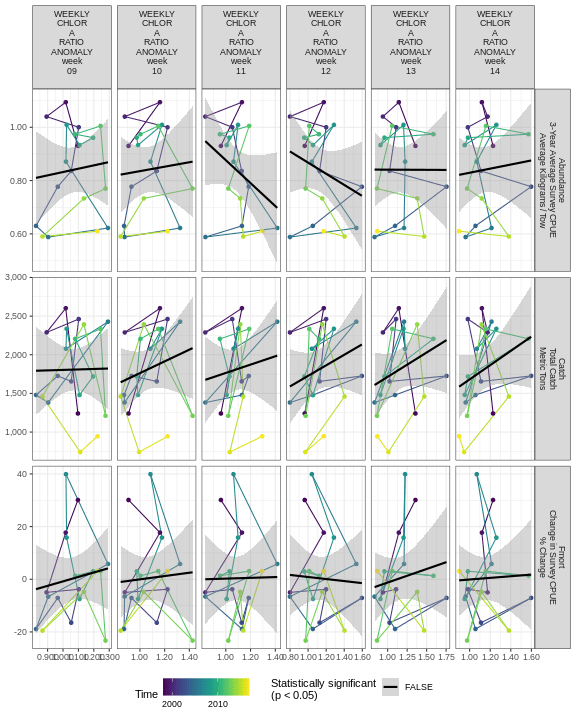 WEEKLY
CHLOR
A
RATIO
ANOMALY
week
09
WEEKLY
CHLOR
A
RATIO
ANOMALY
week
10
WEEKLY
CHLOR
A
RATIO
ANOMALY
week
11
WEEKLY
CHLOR
A
RATIO
ANOMALY
week
12
WEEKLY
CHLOR
A
RATIO
ANOMALY
week
13
WEEKLY
CHLOR
A
RATIO
ANOMALY
week
14
1.00
0.80
0.60
Abundance
3-Year Average Survey CPUE
Average Kilograms Tow
3,000
2,500
2,000
1,500
1,000
Catch
Total Catch
Metric Tons
40
20
0
-20
Fmort
Change in Survey CPUE
% Change
1.00 1.20 1.40
1.00 1.20 1.40
0.80 1.00 1.20 1.40 1.60
1.00 1.25 1.50 1.75
1.00 1.20 1.40 1.60
Time
2000 2010
Statistically significant
(p < 0.05)
FALSE